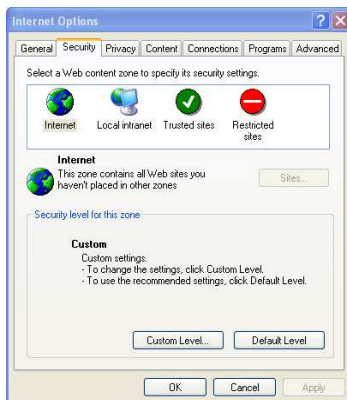 Internet Options
General Security Privacy Content Connections Programs Advanced
Select a Web content zone to specify its security settings.
Internet Local intranet Trusted sites Restricted
sites
Internet
This zone contains all Web sites you
haven't placed in other zones
Sites...
Security level for this zone
Custom
Custom settings.
- To change the settings, click Custom Level.
- To use the recommended settings, click Default Level.
Custom Level... Default Level
OK Cancel Apply